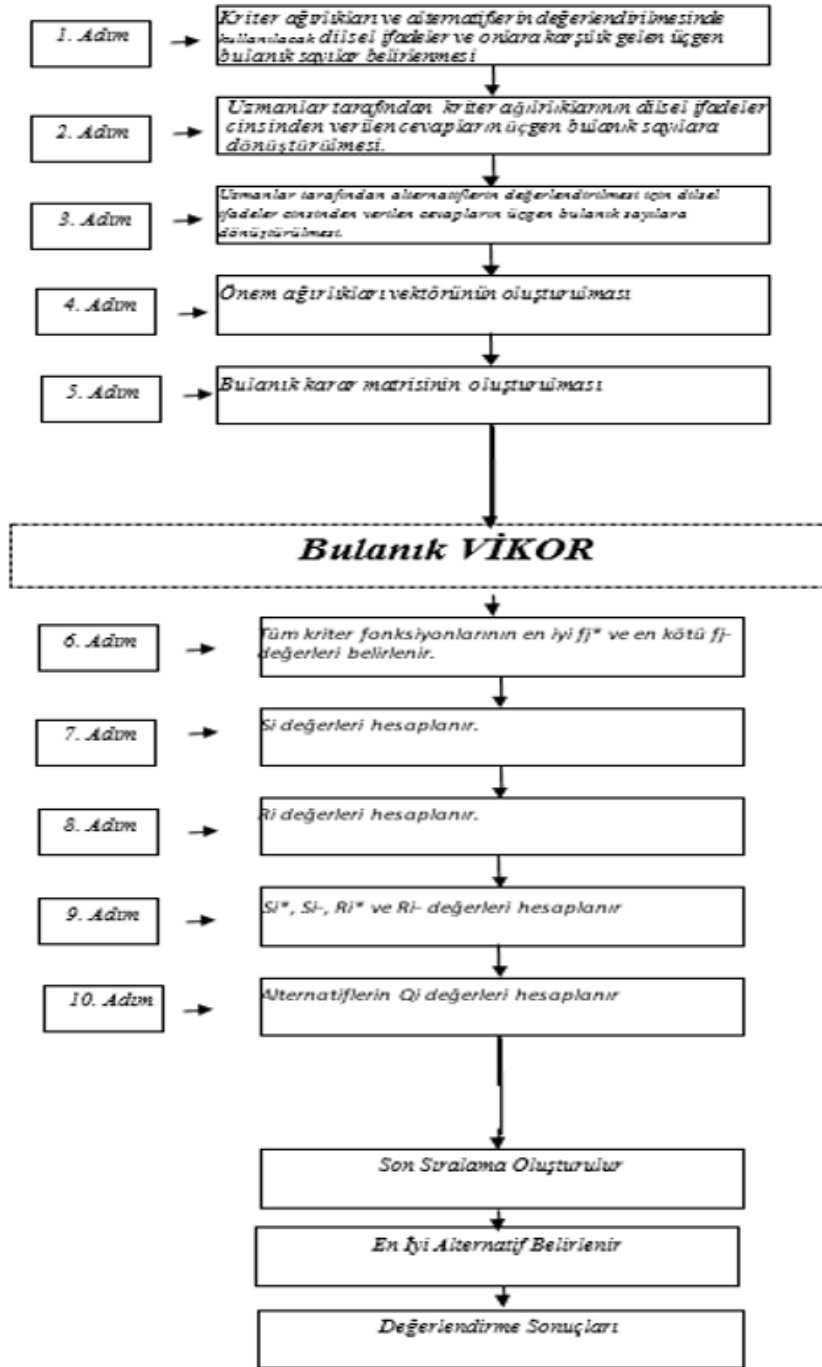 1. Adım
Kriter ağırlıkları ve alternatiflerin değerlendirilmesinde
kullanılacak dilsel ifadeler ve onlara karşılık gelen üçgen
bulanık sayılar belirlenmesi
2. Adım
Uzmanlar tarafından kriter ağılrlıklarının dilsel ifadeler
cinsinden verilen cevapların üçgen bulanık sayılara
dönüştürülmesi.
3. Adım
Uzmanlar tarafından alternatiflerin değerlendirilmesi için dilsel
ifadeler cinsinden verilen cevapların üçgen bulanık sayılara
dönüştürülmesi.
4. Adım
Önem ağırlıkları vektörünün oluşturulması
5. Adım
Bulanık karar matrisinin oluşturulması
Bulanık VİKOR
6. Adım
Tüm kriter fonksiyonlarının en iyi fj* ve en kötü fj-
değerleri belirlenir.
7. Adım
Si değerleri hesaplanır.
8. Adım
Ri değerleri hesaplanır.
9. Adım
Si*, Si-, Ri* ve Ri- değerleri hesaplanır
10. Adım
Alternatiflerin Qi değerleri hesaplanır
Son Sıralama Oluşturulur
En İyi Alternatif Belirlenir
Değerlendirme Sonuçları